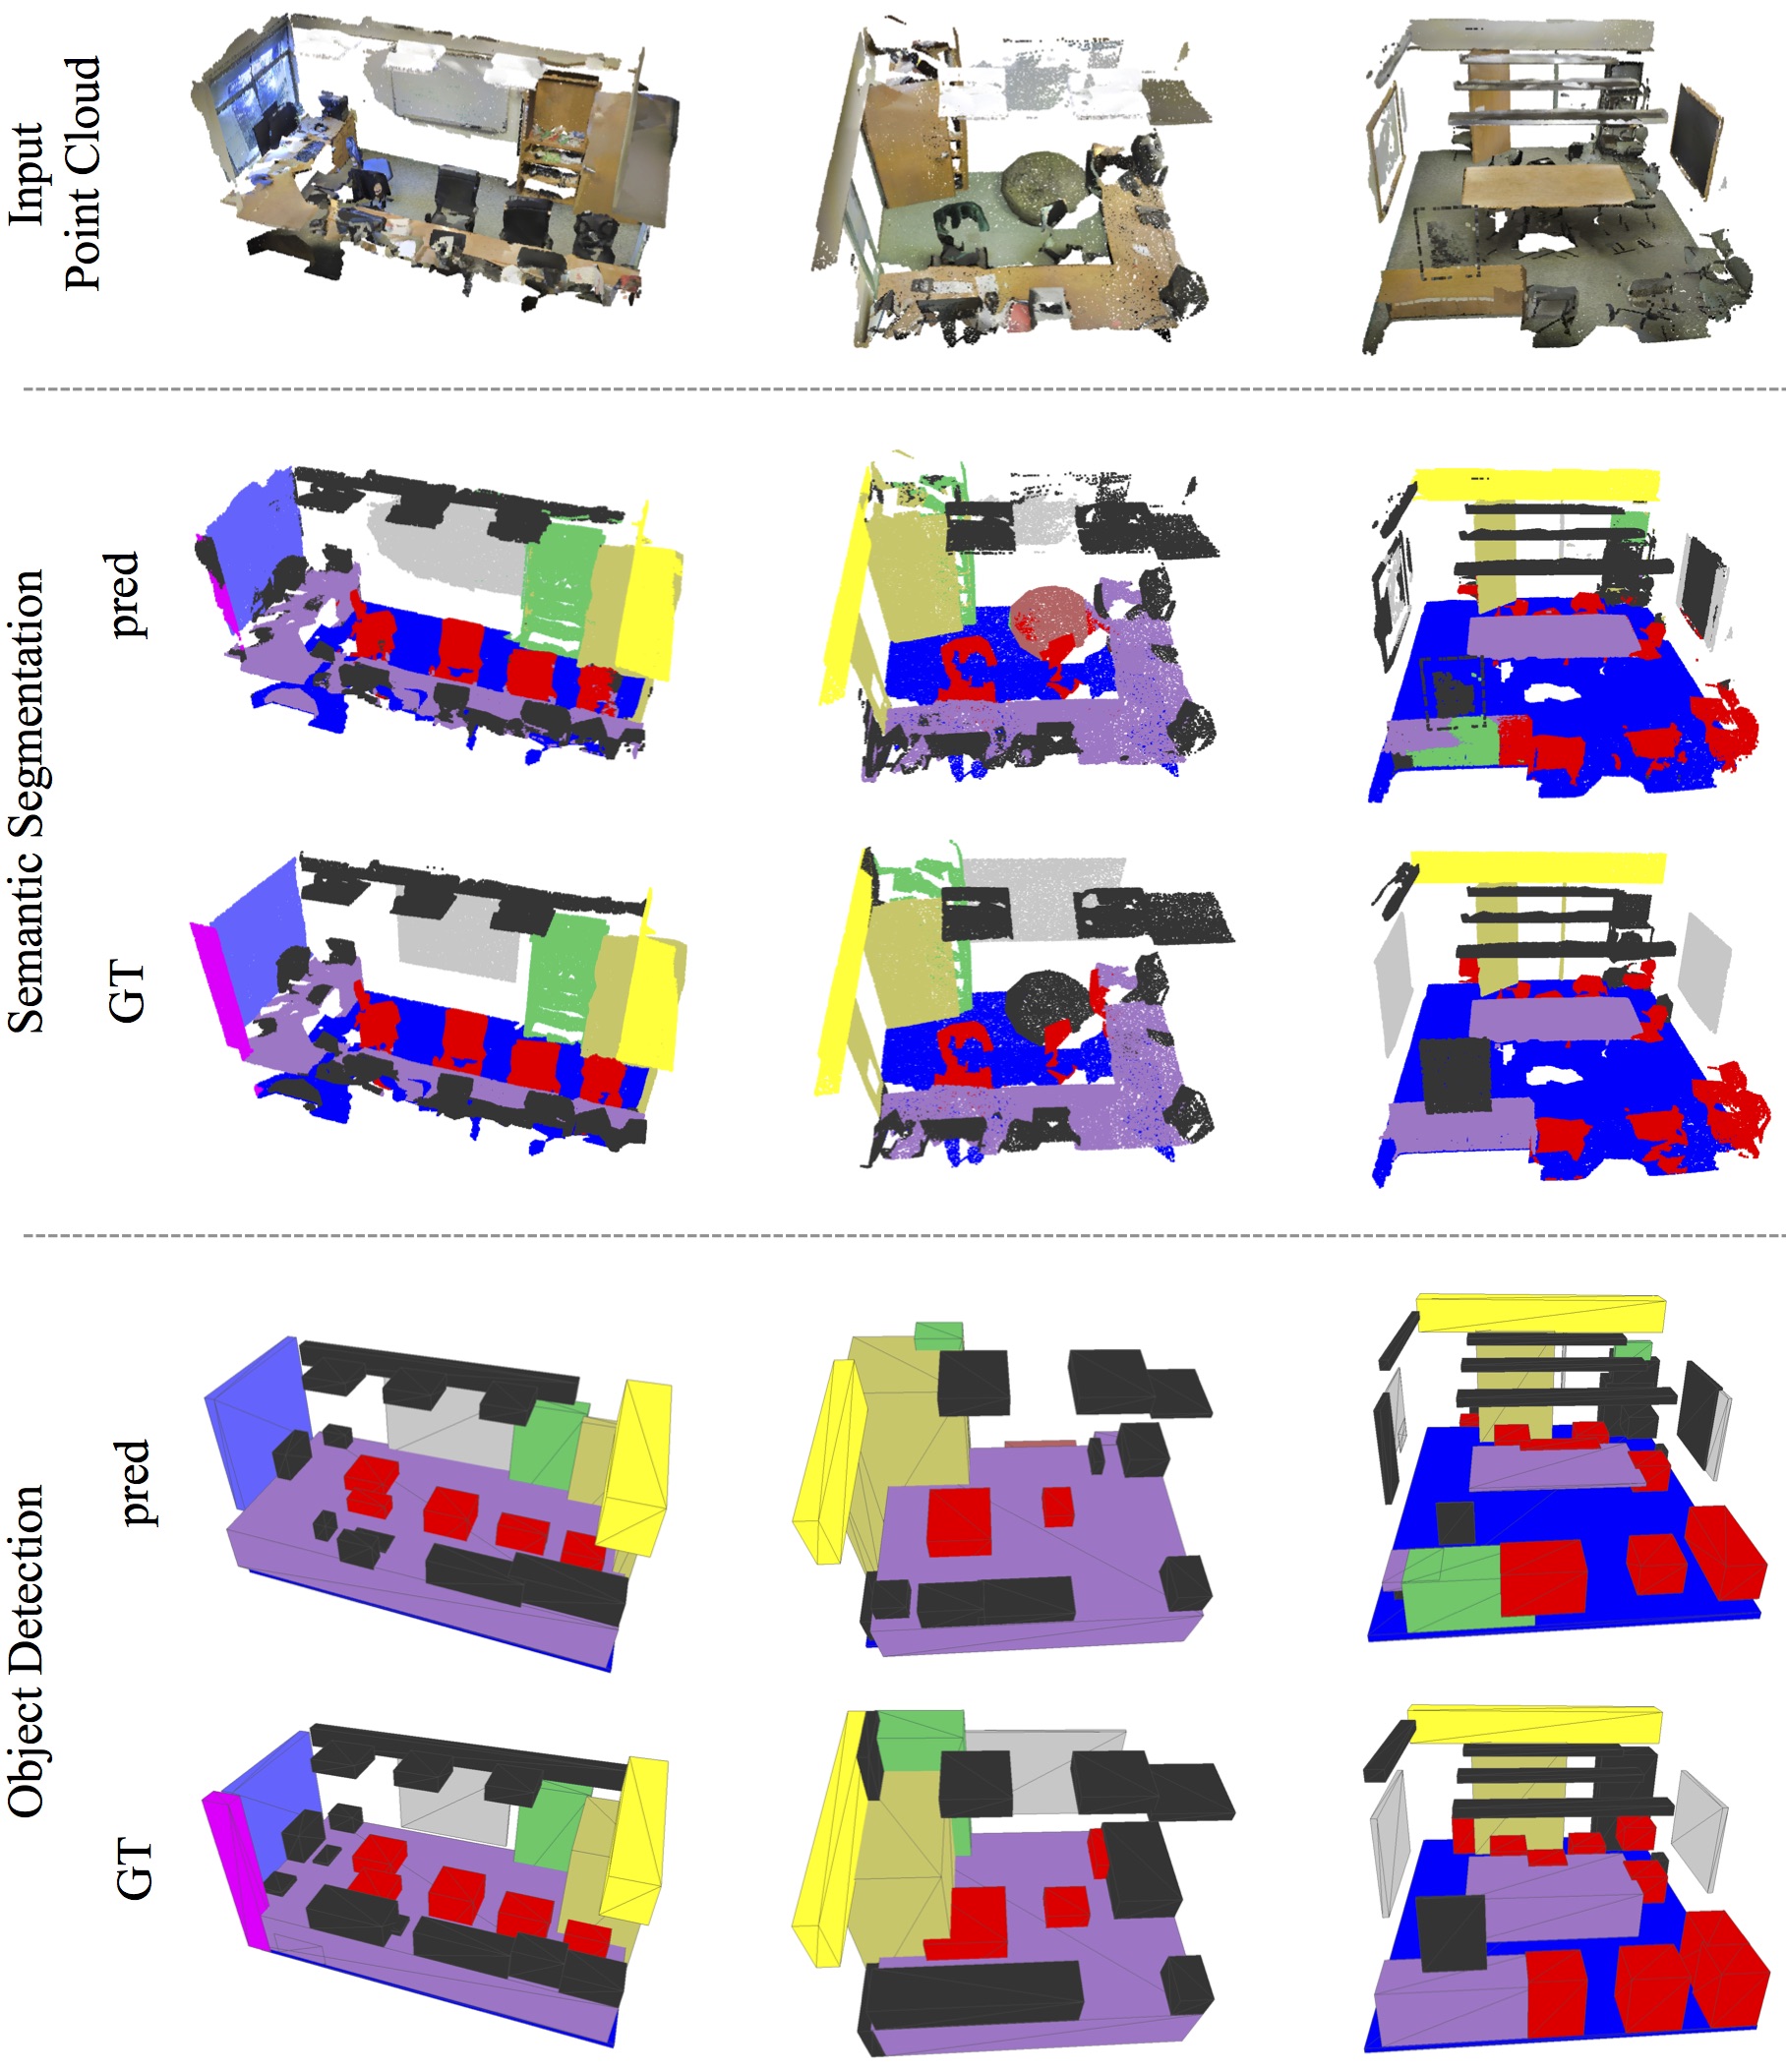 Input
Point Cloud
Semantic Segmentation
pred
GT
Object Detection
pred
GT